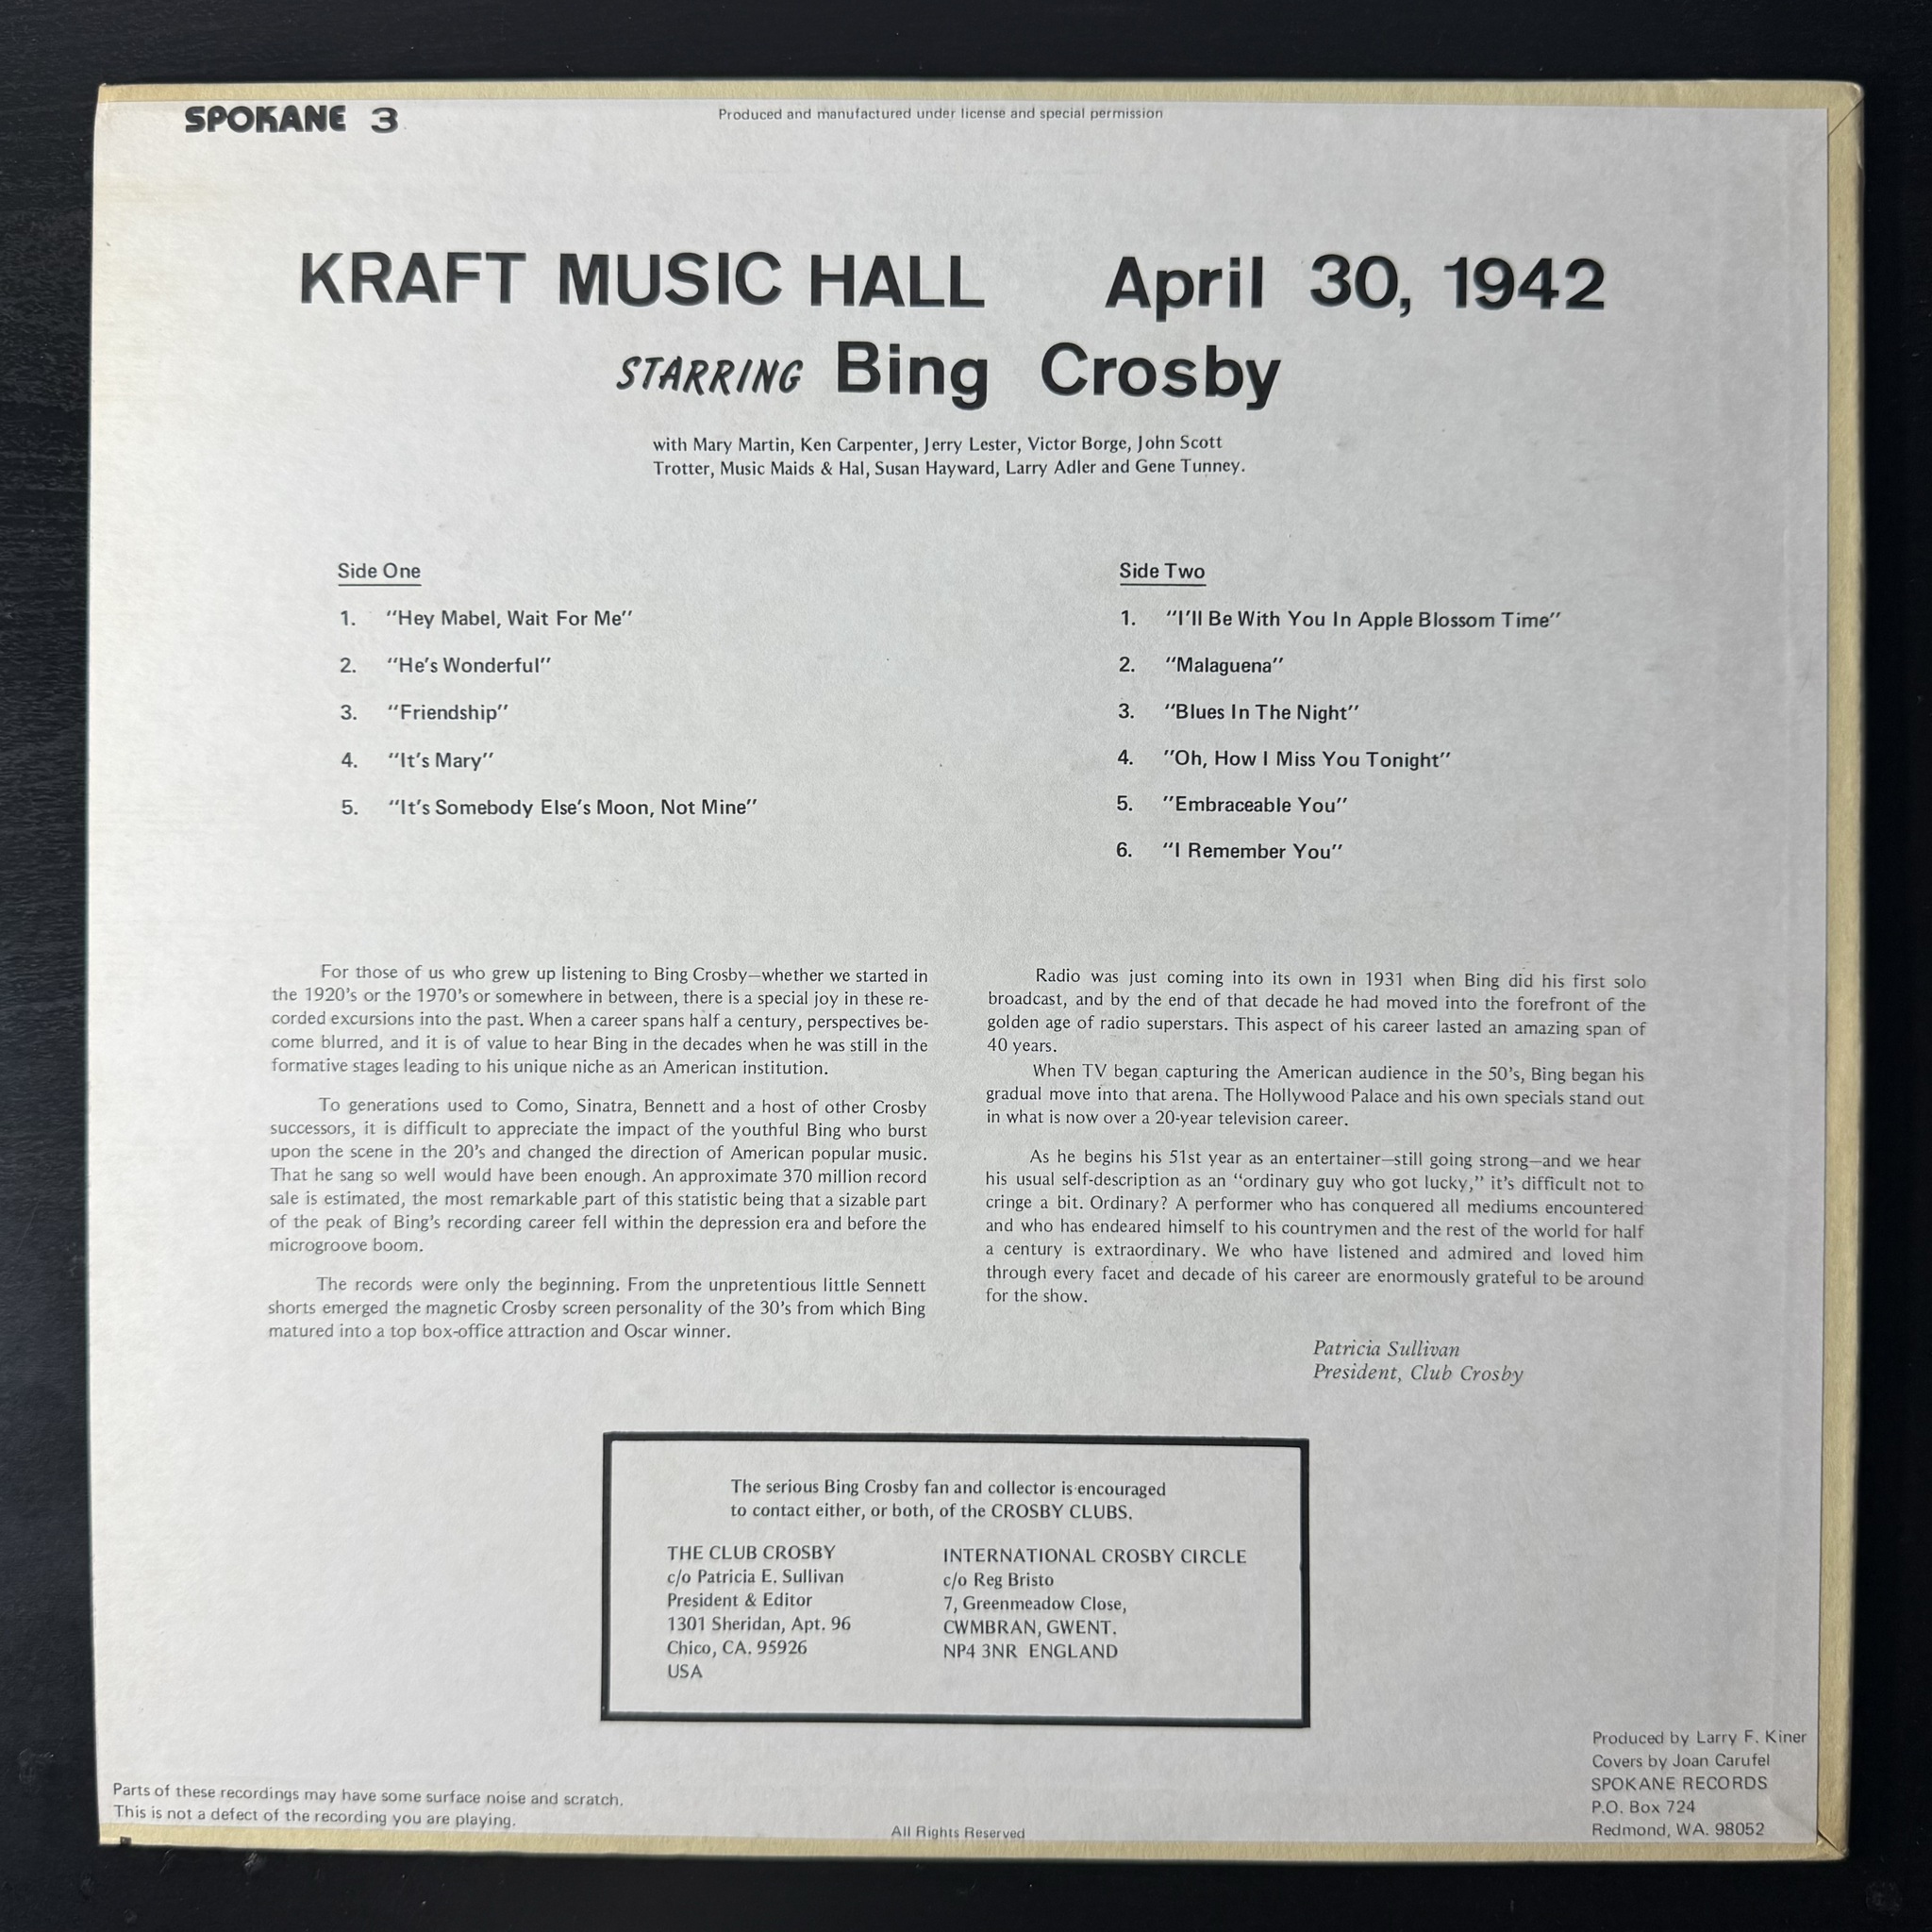 SPOKANE 3
Produced and manufactured under license and special permission
KRAFT MUSIC HALL April 30, 1942
STARRING Bing Crosby
with Mary Martin, Ken Carpenter, Jerry Lester, Victor Borge, John Scott
Trotter, Music Maids & Hal, Susan Hayward, Larry Adler and Gene Tunney.
Side One
1. "Hey Mabel, Wait For Me"
2. "He's Wonderful"
3. "Friendship"
4. "It's Mary"
5. "It's Somebody Else's Moon, Not Mine"
Side Two
1. "I'll Be With You In Apple Blossom Time"
2. "Malaguena"
3. "Blues In The Night"
4. "Oh, How I Miss You Tonight"
5. "Embraceable You"
6. "I Remember You"
For those of us who grew up listening to Bing Crosby—whether we started in
the 1920's or the 1970's or somewhere in between, there is a special joy in these re-
corded excursions into the past. When a career spans half a century, perspectives be-
come blurred, and it is of value to hear Bing in the decades when he was still in the
formative stages leading to his unique niche as an American institution.
To generations used to Como, Sinatra, Bennett and a host of other Crosby
successors, it is difficult to appreciate the impact of the youthful Bing who burst
upon the scene in the 20's and changed the direction of American popular music.
That he sang so well would have been enough. An approximate 370 million record
sale is estimated, the most remarkable part of this statistic being that a sizable part
of the peak of Bing's recording career fell within the depression era and before the
microgroove boom.
The records were only the beginning. From the unpretentious little Sennett
shorts emerged the magnetic Crosby screen personality of the 30's from which Bing
matured into a top box-office attraction and Oscar winner.
Radio was just coming into its own in 1931 when Bing did his first solo
broadcast, and by the end of that decade he had moved into the forefront of the
golden age of radio superstars. This aspect of his career lasted an amazing span of
40 years.
When TV began capturing the American audience in the 50's, Bing began his
gradual move into that arena. The Hollywood Palace and his own specials stand out
in what is now over a 20-year television career.
As he begins his 51st year as an entertainer—still going strong—and we hear
his usual self-description as an "ordinary guy who got lucky," it's difficult not to
cringe a bit. Ordinary? A performer who has conquered all mediums encountered
and who has endeared himself to his countrymen and the rest of the world for half
a century is extraordinary. We who have listened and admired and loved him
through every facet and decade of his career are enormously grateful to be around
for the show.
Patricia Sullivan
President, Club Crosby
The serious Bing Crosby fan and collector is encouraged
to contact either, or both, of the CROSBY CLUBS.
THE CLUB CROSBY
c/o Patricia E. Sullivan
President & Editor
1301 Sheridan, Apt. 96
Chico, CA. 95926
USA
INTERNATIONAL CROSBY CIRCLE
c/o Reg Bristo
7, Greenmeadow Close,
CWMBRAN, GWENT.
NP4 3NR ENGLAND
Parts of these recordings may have some surface noise and scratch.
This is not a defect of the recording you are playing.
All Rights Reserved
Produced by Larry F. Kiner
Covers by Joan Carufel
SPOKANE RECORDS
P.O. Box 724
Redmond, WA. 98052